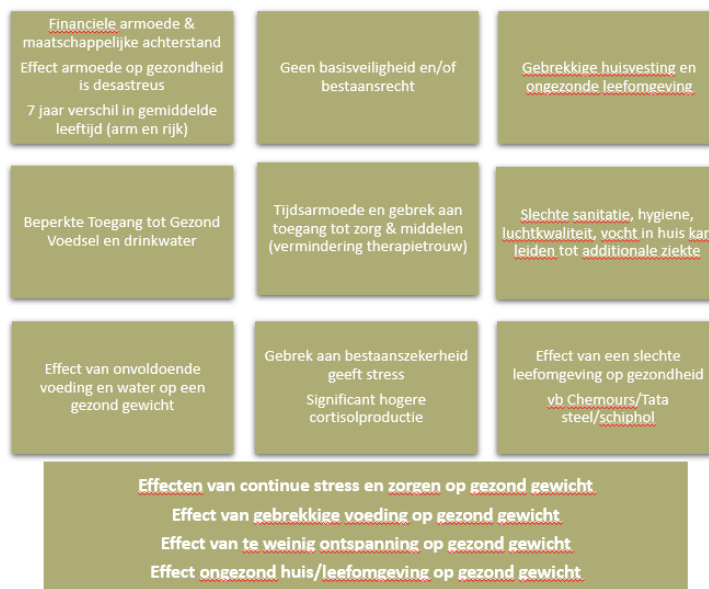 Financiele armoede &
maatschappelijke achterstand
Effect armoede op gezondheid
is desastreus
7 jaar verschil in gemiddelde
leeftijd (arm en rijk)
Geen basisveiligheid en/of
bestaansrecht
Gebrekkige huisvesting en
ongezonde leefomgeving
Beperkte Toegang tot Gezond
Voedsel en drinkwater
Tijdsarmoede en gebrek aan
toegang tot zorg & middelen
(vermindering therapietrouw)
Slechte sanitatie, hygiene,
luchtkwaliteit, vocht in huis kan
leiden tot additionale ziekte
Effect van onvoldoende
voeding en water op een
gezond gewicht
Gebrek aan bestaanszekerheid
geeft stress
Significant hogere
cortisolproductie
Effect van een slechte
leefomgeving op gezondheid
vb Chemours/Tata
steel/schiphol
Effecten van continue stress en zorgen op gezond gewicht
Effect van gebrekkige voeding op gezond gewicht
Effect van te weinig ontspanning op gezond gewicht
Effect ongezond huis/leefomgeving op gezond gewicht